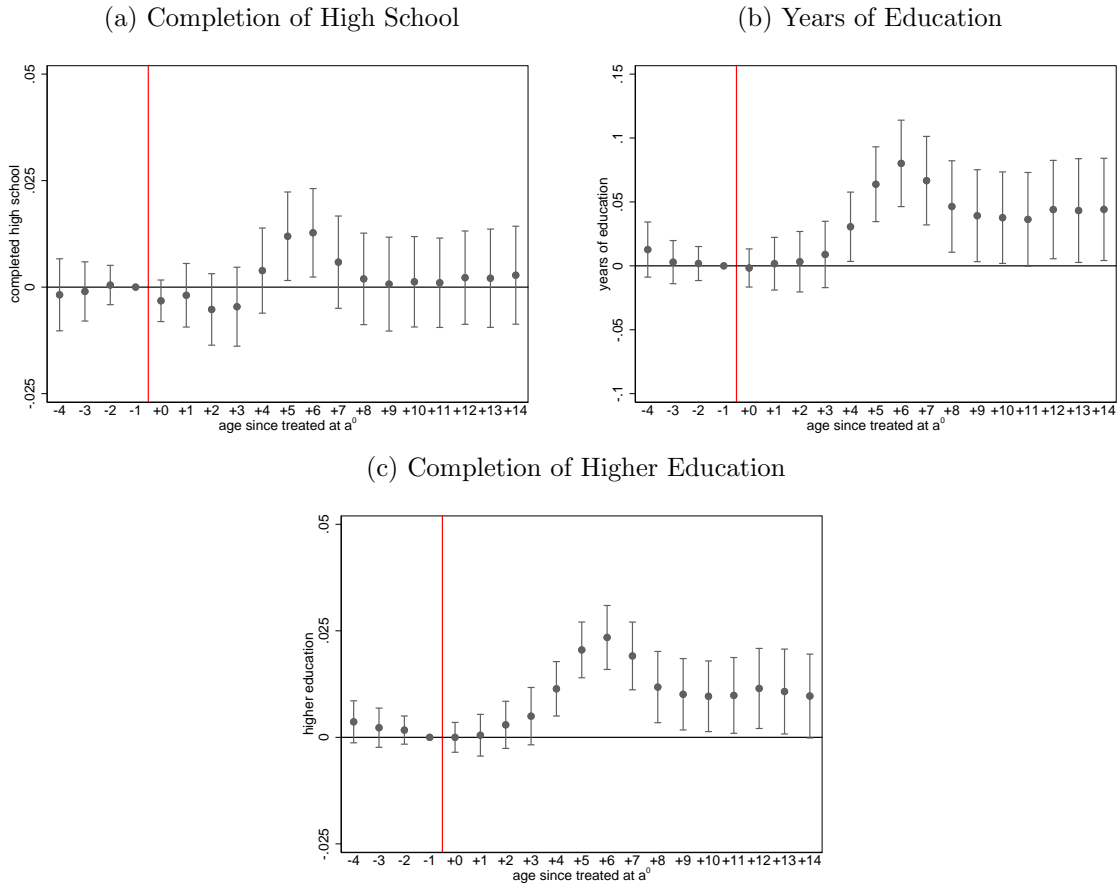 (a) Completion of High School
completed high school
.05
.025
0
-.025
-4 -3 -2 -1 +0 +1 +2 +3 +4 +5 +6 +7 +8 +9 +10 +11 +12 +13 +14
age since treated at a⁰
(b) Years of Education
years of education
.15
.1
.05
0
-.05
-.1
-4 -3 -2 -1 +0 +1 +2 +3 +4 +5 +6 +7 +8 +9 +10 +11 +12 +13 +14
age since treated at a⁰
(c) Completion of Higher Education
higher education
.05
.025
0
-.025
-4 -3 -2 -1 +0 +1 +2 +3 +4 +5 +6 +7 +8 +9 +10 +11 +12 +13 +14
age since treated at a⁰